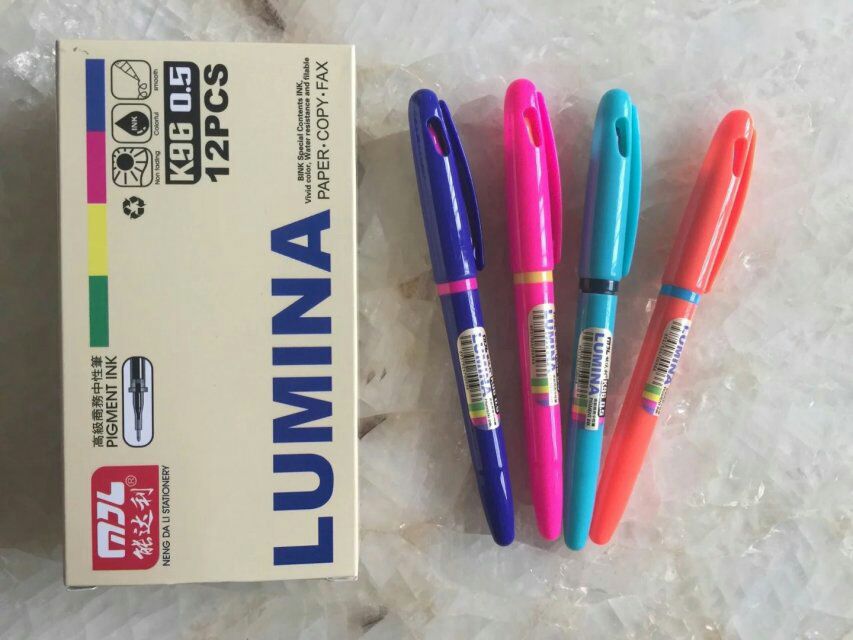 smooth
Colorful
Non fading
INK
K96 0.5
12PCS
BINK Special Contents INK,
Vivid color, Water resistance and filable
PAPER·COPY·FAX
LUMINA
高級商務中性筆
PIGMENT INK
MDL®
能达利
NENG DA LI STATIONERY
LUMINA
LUMINA
LUMINA
LUMINA